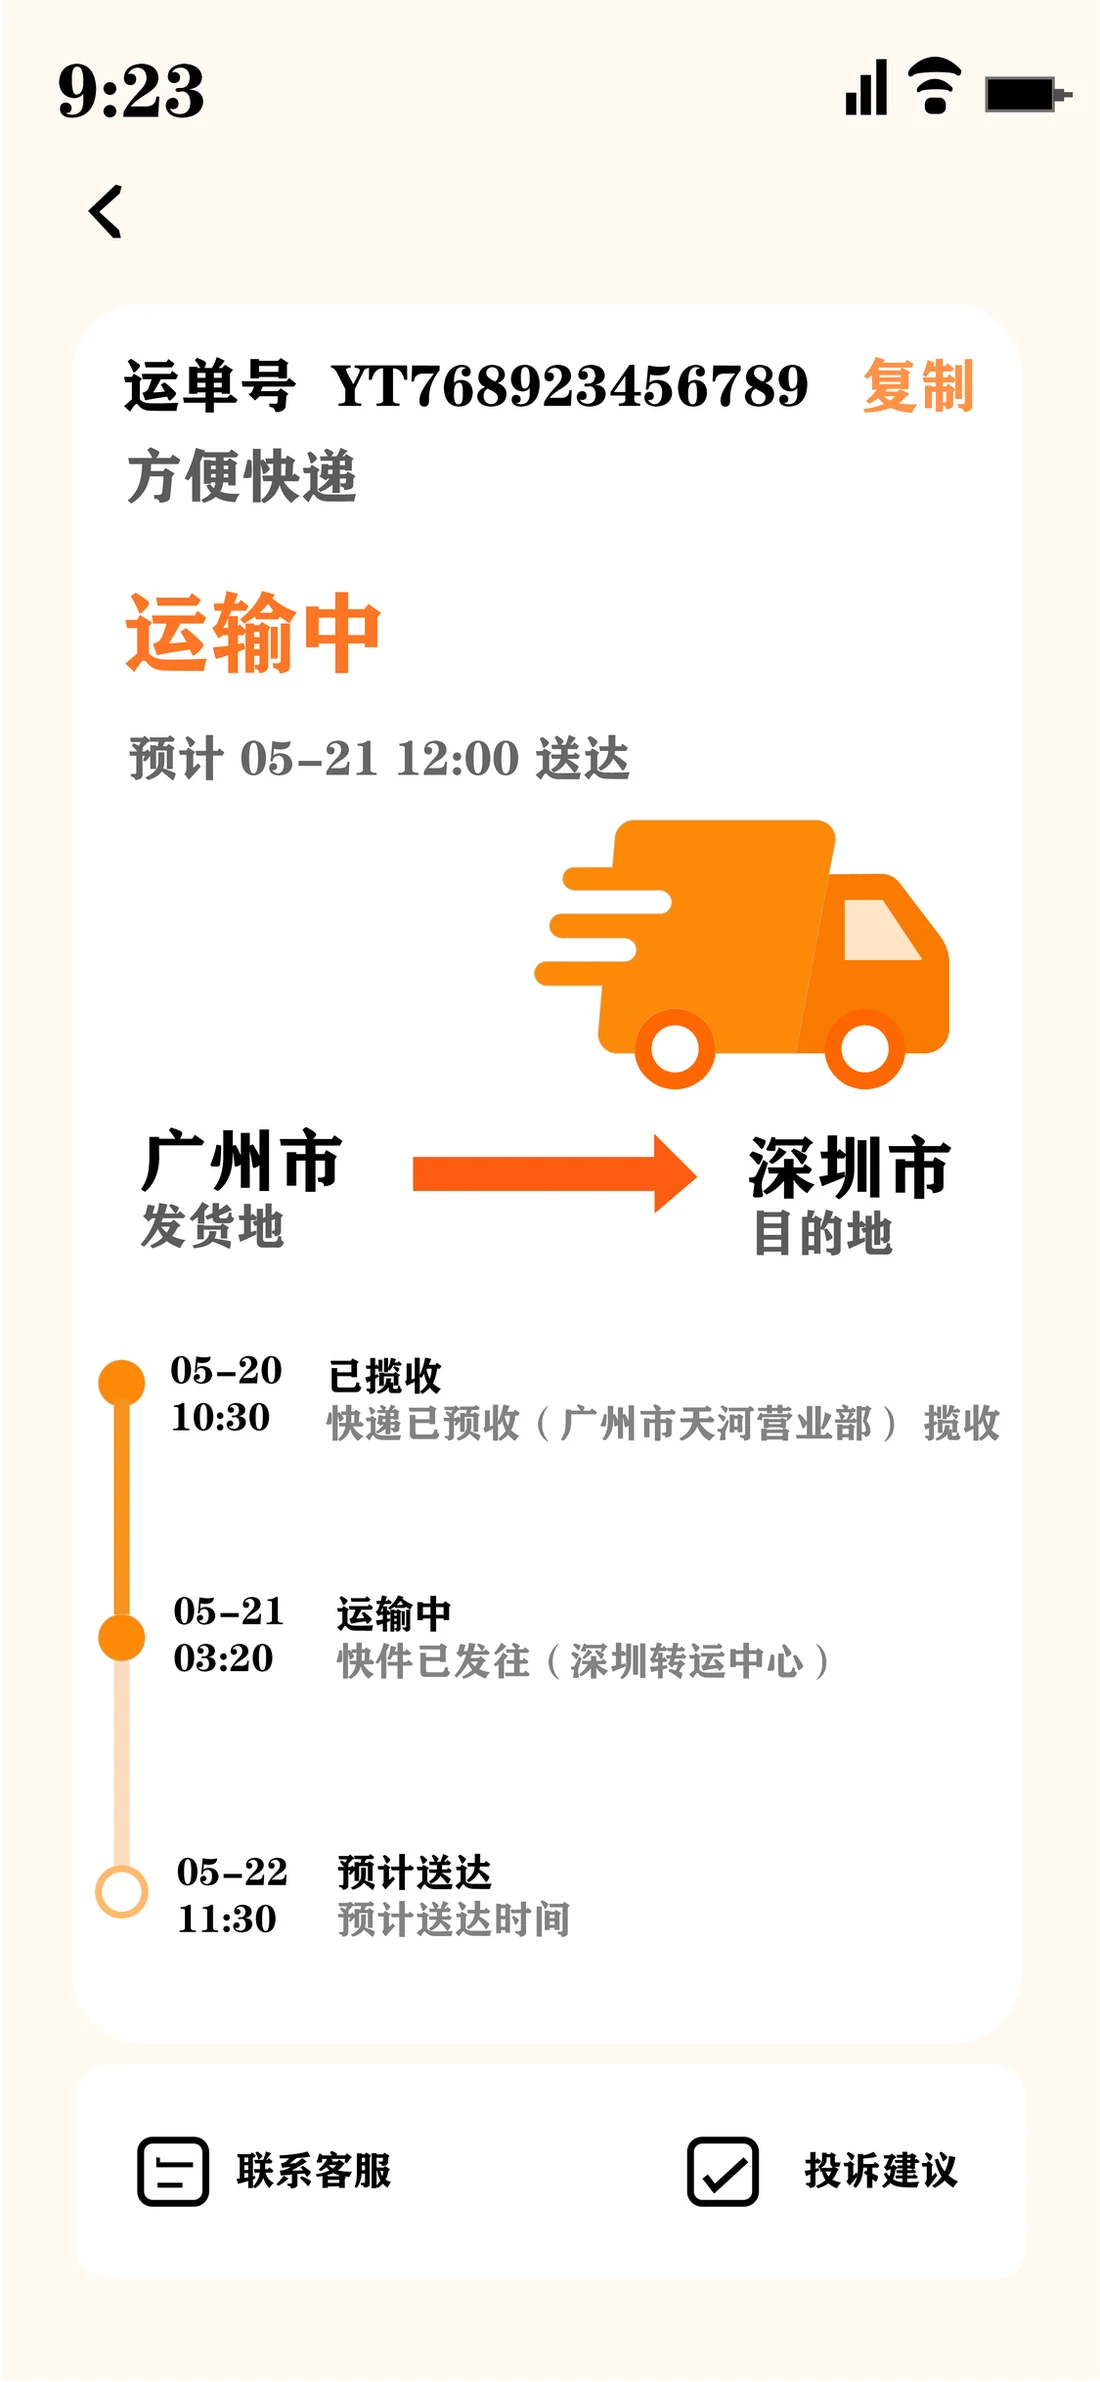 9:23
运单号 YT768923456789 复制
方便快递
运输中
预计 05-21 12:00 送达
广州市
发货地
深圳市
目的地
05-20 已揽收
10:30 快递已预收（广州市天河营业部） 揽收
05-21 运输中
03:20 快件已发往（深圳转运中心）
05-22 预计送达
11:30 预计送达时间
联系客服 投诉建议